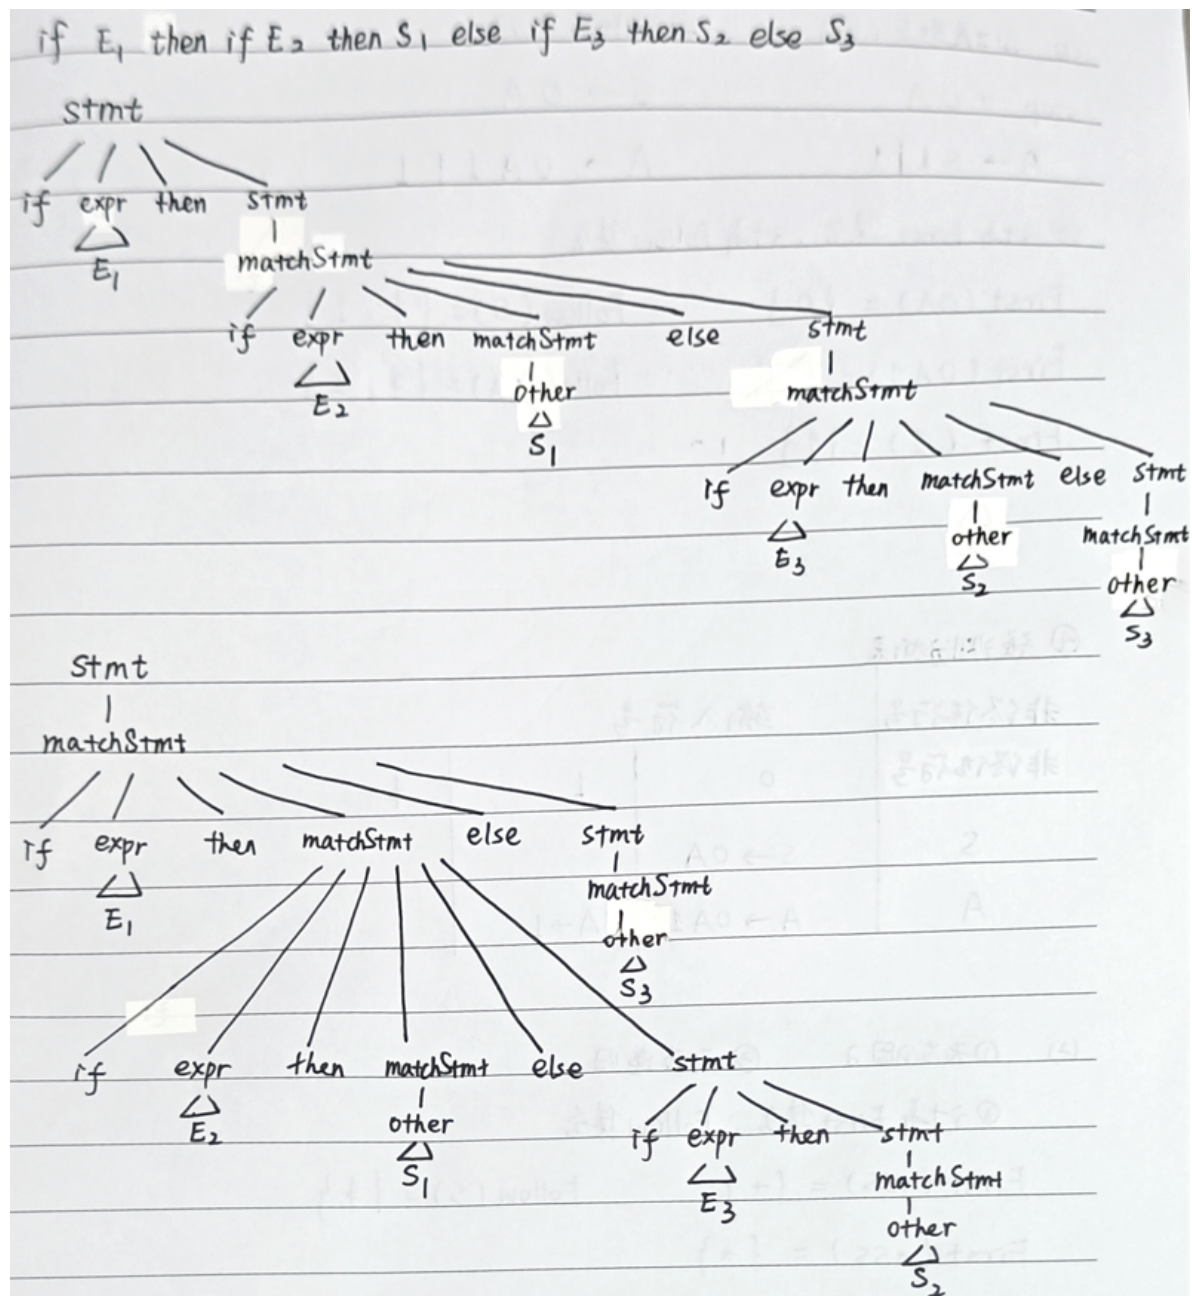 if E₁ then if E₂ then S₁ else if E₃ then S₂ else S₃
stmt
if expr then stmt
E₁
matchStmt
if expr then matchStmt else stmt
E₂
other
matchStmt
S₁
if expr then matchStmt else stmt
E₃
other
matchStmt
S₂
other
S₃
stmt
matchStmt
if expr then matchStmt else stmt
E₁
matchStmt
other
S₃
if expr then matchStmt else stmt
E₂
other
S₁
if expr then stmt
E₃
matchStmt
other
S₂